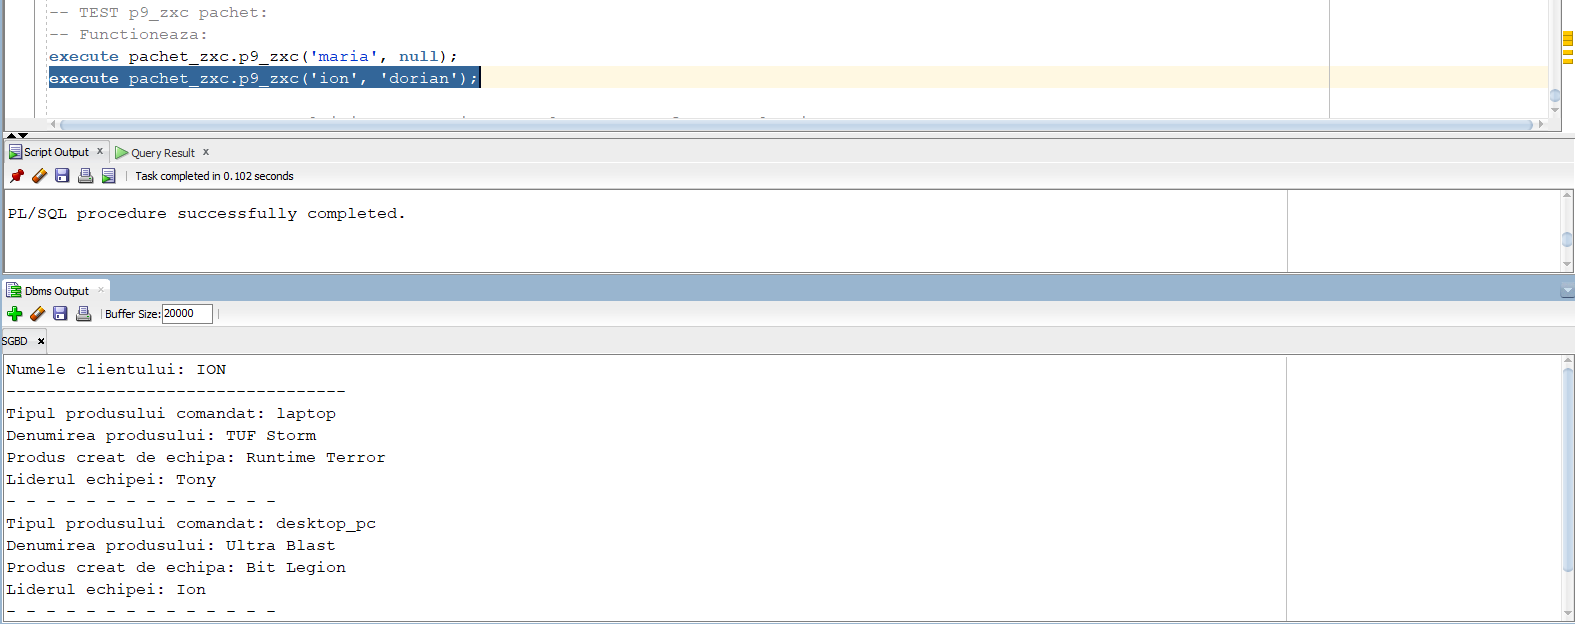 -- TEST p9_zxc pachet:
-- Functioneaza:
execute pachet_zxc.p9_zxc('maria', null);
execute pachet_zxc.p9_zxc('ion', 'dorian');
Script Output x Query Result x
Task completed in 0.102 seconds
PL/SQL procedure successfully completed.
Dbms Output x
Buffer Size: 20000
SGBD x
Numele clientului: ION
----------------------------------
Tipul produsului comandat: laptop
Denumirea produsului: TUF Storm
Produs creat de echipa: Runtime Terror
Liderul echipei: Tony
- - - - - - - - - - - - - -
Tipul produsului comandat: desktop_pc
Denumirea produsului: Ultra Blast
Produs creat de echipa: Bit Legion
Liderul echipei: Ion
- - - - - - - - - - - - - -